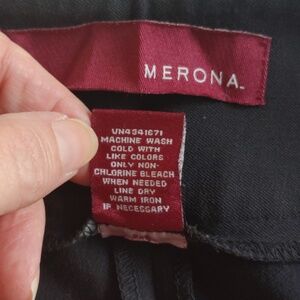 MERONA
VN4341671
MACHINE WASH
COLD WITH
LIKE COLORS
ONLY NON-
CHLORINE BLEACH
WHEN NEEDED
LINE DRY
WARM IRON
IF NECESSARY